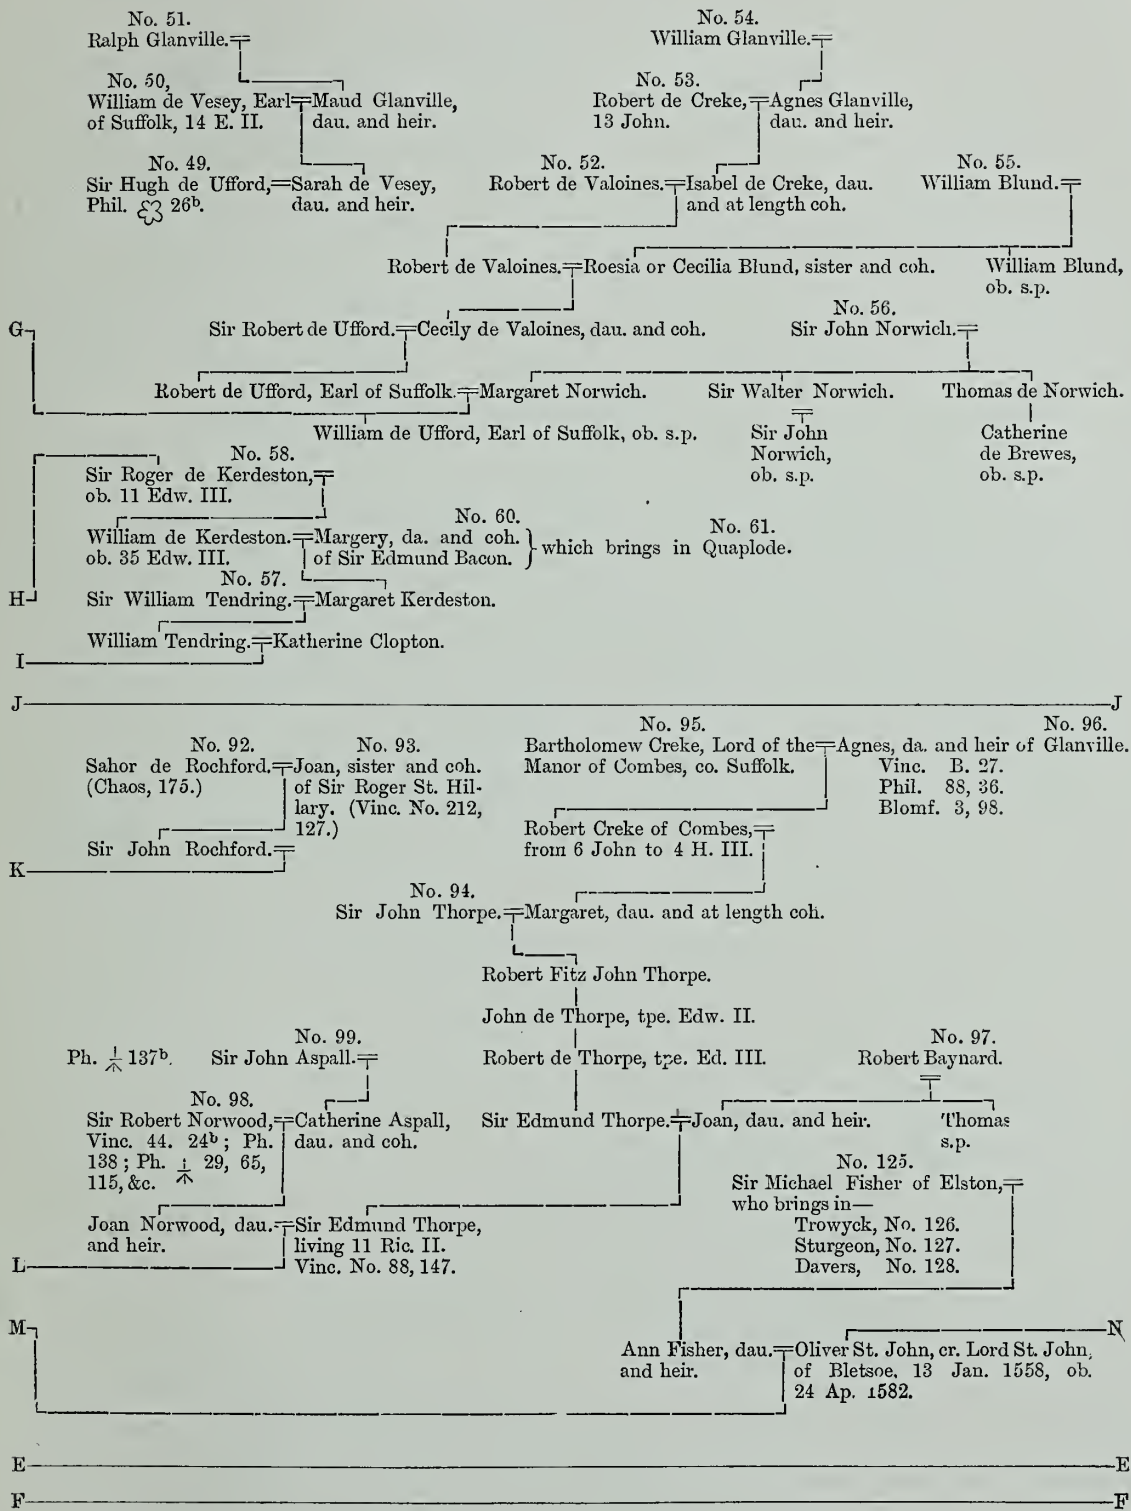 No. 51. No. 54.
Ralph Glanville. William Glanville.
No. 50, No. 53.
William de Vesey, Earl Maud Glanville, Robert de Creke, Agnes Glanville,
of Suffolk, 14 E. II. dau. and heir. 13 John. dau. and heir.
No. 49. No. 52. No. 55.
Sir Hugh de Ufford,=Sarah de Vesey, Robert de Valoines. Isabel de Creke, dau. William Blund.
Phil. 26b. dau. and heir. and at length coh.
Robert de Valoines. Roesia or Cecilia Blund, sister and coh. William Blund,
ob. s.p.
No. 56.
G Sir Robert de Ufford. Cecily de Valoines, dau. and coh. Sir John Norwich.
Robert de Ufford, Earl of Suffolk. Margaret Norwich. Sir Walter Norwich. Thomas de Norwich.
William de Ufford, Earl of Suffolk, ob. s.p. Sir John Catherine
No. 58. Norwich, de Brewes,
Sir Roger de Kerdeston, ob. s.p. ob. s.p.
ob. 11 Edw. III.
No. 60. No. 61.
William de Kerdeston. Margery, da. and coh. } which brings in Quaplode.
ob. 35 Edw. III. of Sir Edmund Bacon.
No. 57.
H Sir William Tendring. Margaret Kerdeston.
William Tendring. Katherine Clopton.
I
J J
No. 95. No. 96.
No. 92. No. 93. Bartholomew Creke, Lord of the Agnes, da. and heir of Glanville.
Sahor de Rochford. Joan, sister and coh. Manor of Combes, co. Suffolk. Vinc. B. 27.
(Chaos, 175.) of Sir Roger St. Hil- Phil. 88, 36.
lary. (Vinc. No. 212, Blomf. 3, 98.
127.) Robert Creke of Combes,
Sir John Rochford. from 6 John to 4 H. III.
K
No. 94.
Sir John Thorpe. Margaret, dau. and at length coh.
Robert Fitz John Thorpe.
John de Thorpe, tpe. Edw. II.
No. 99. No. 97.
Ph. 137b. Sir John Aspall. Robert de Thorpe, tpe. Ed. III. Robert Baynard.
No. 98.
Sir Robert Norwood, Catherine Aspall, Sir Edmund Thorpe. Joan, dau. and heir. Thomas
Vinc. 44. 24b; Ph. dau. and coh. s.p.
138; Ph. 29, 65, No. 125.
115, &c. Sir Michael Fisher of Elston,
who brings in—
Joan Norwood, dau. Sir Edmund Thorpe, Trowyck, No. 126.
and heir. living 11 Ric. II. Sturgeon, No. 127.
L Vinc. No. 88, 147. Davers, No. 128.
M N
Ann Fisher, dau. Oliver St. John, cr. Lord St. John,
and heir. of Bletsoe, 13 Jan. 1558, ob.
24 Ap. 1582.
E E
F F